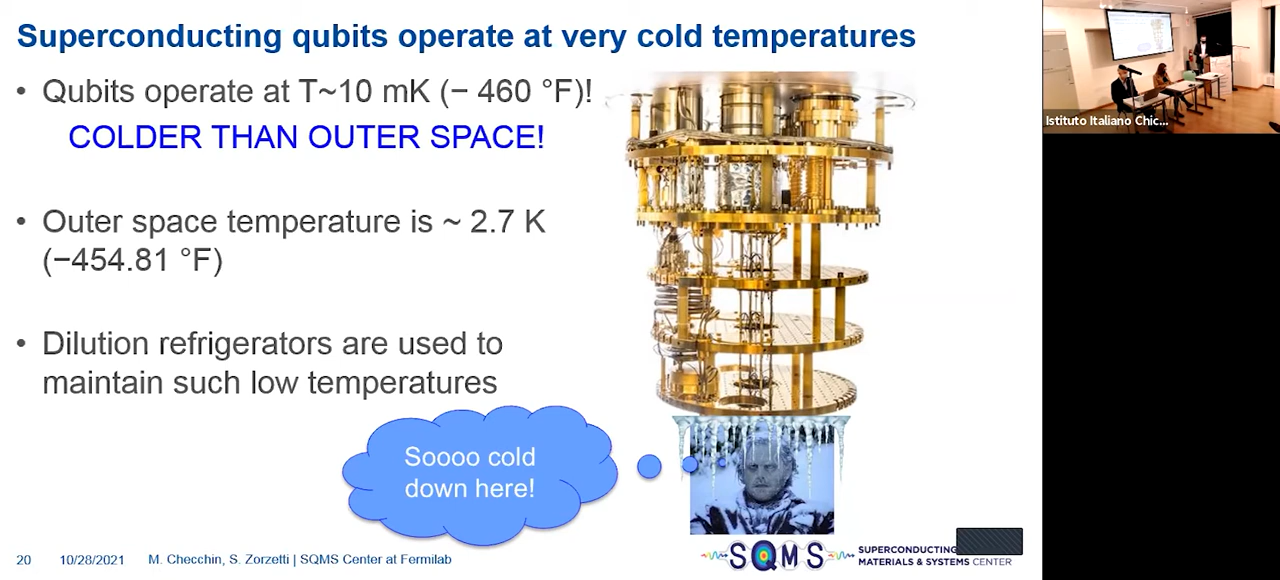 Superconducting qubits operate at very cold temperatures
• Qubits operate at T~10 mK (− 460 °F)!
COLDER THAN OUTER SPACE!
• Outer space temperature is ~ 2.7 K
(−454.81 °F)
• Dilution refrigerators are used to
maintain such low temperatures
Soooo cold
down here!
Istituto Italiano Chic...
20 10/28/2021 M. Checchin, S. Zorzetti | SQMS Center at Fermilab
SQMS
SUPERCONDUCTING
MATERIALS & SYSTEMS CENTER